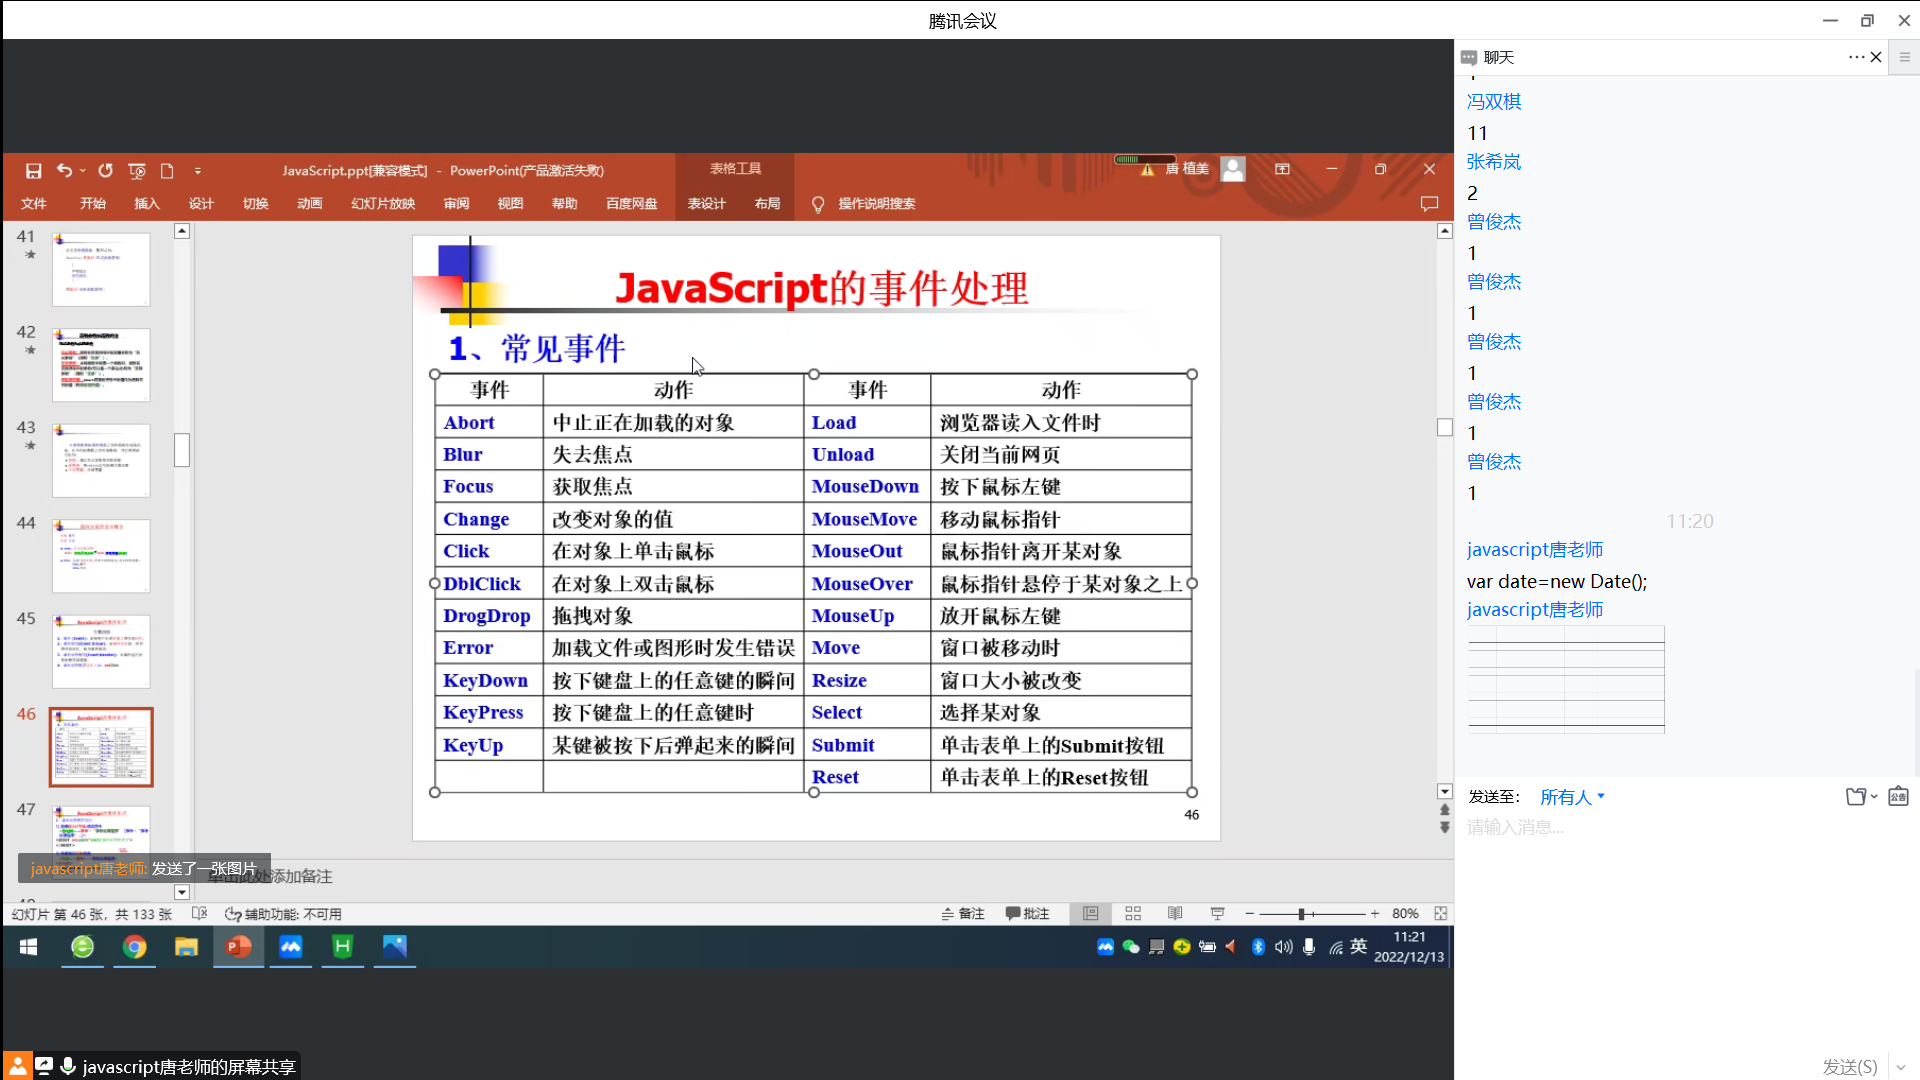 腾讯会议
聊天
冯双棋
11
张希岚
2
曾俊杰
1
曾俊杰
1
曾俊杰
1
曾俊杰
1
曾俊杰
1
11:20
javascript唐老师
var date=new Date();
javascript唐老师
发送至： 所有人
请输入消息...
发送(S)
JavaScript.ppt[兼容模式] - PowerPoint(产品激活失败)
表格工具
唐 植美
文件 开始 插入 设计 切换 动画 幻灯片放映 审阅 视图 帮助 百度网盘 表设计 布局 操作说明搜索
41
42
43
44
45
46
47
JavaScript的事件处理
1、常见事件
事件 动作 事件 动作
Abort 中止正在加载的对象 Load 浏览器读入文件时
Blur 失去焦点 Unload 关闭当前网页
Focus 获取焦点 MouseDown 按下鼠标左键
Change 改变对象的值 MouseMove 移动鼠标指针
Click 在对象上单击鼠标 MouseOut 鼠标指针离开某对象
DblClick 在对象上双击鼠标 MouseOver 鼠标指针悬停于某对象之上
DrogDrop 拖拽对象 MouseUp 放开鼠标左键
Error 加载文件或图形时发生错误 Move 窗口被移动时
KeyDown 按下键盘上的任意键的瞬间 Resize 窗口大小被改变
KeyPress 按下键盘上的任意键时 Select 选择某对象
KeyUp 某键被按下后弹起来的瞬间 Submit 单击表单上的Submit按钮
Reset 单击表单上的Reset按钮
46
javascript唐老师: 发送了一张图片
单击此处添加备注
幻灯片 第 46 张，共 133 张 辅助功能: 不可用 备注 批注 80%
英
11:21
2022/12/13
javascript唐老师的屏幕共享